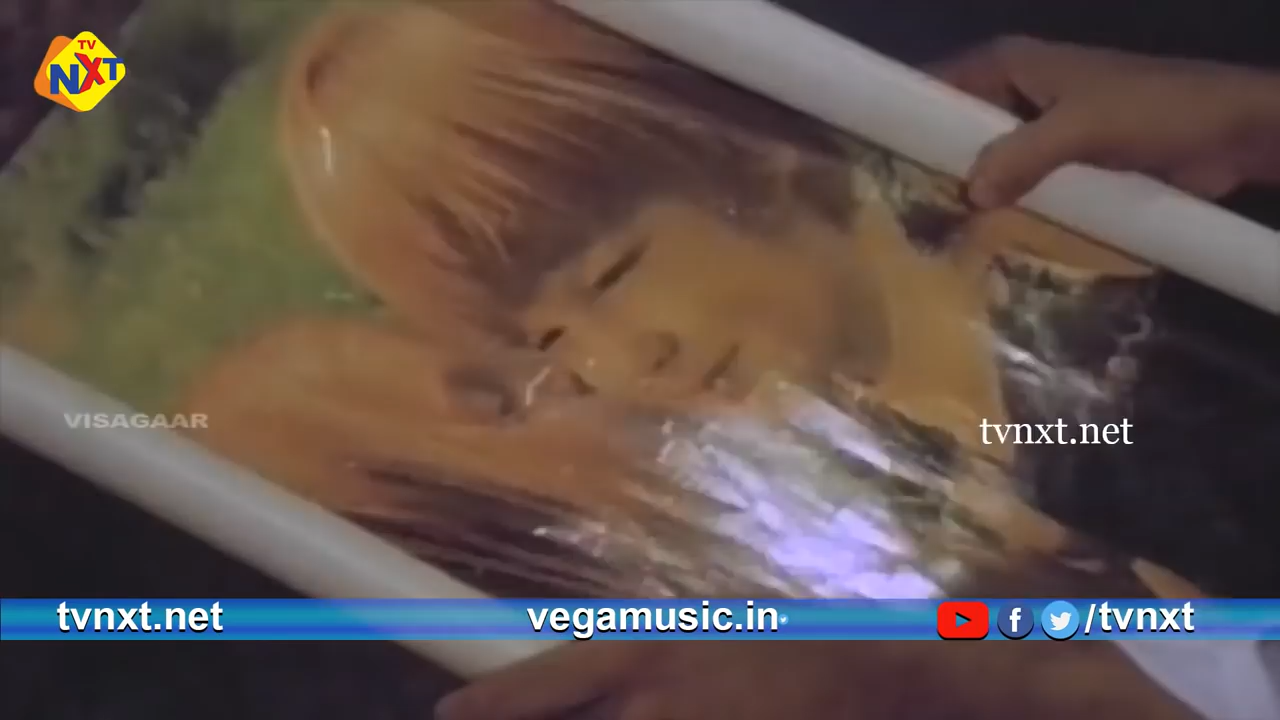 TV
NXT
VISAGAAR
tvnxt.net
tvnxt.net
vegamusic.in
f
/tvnxt